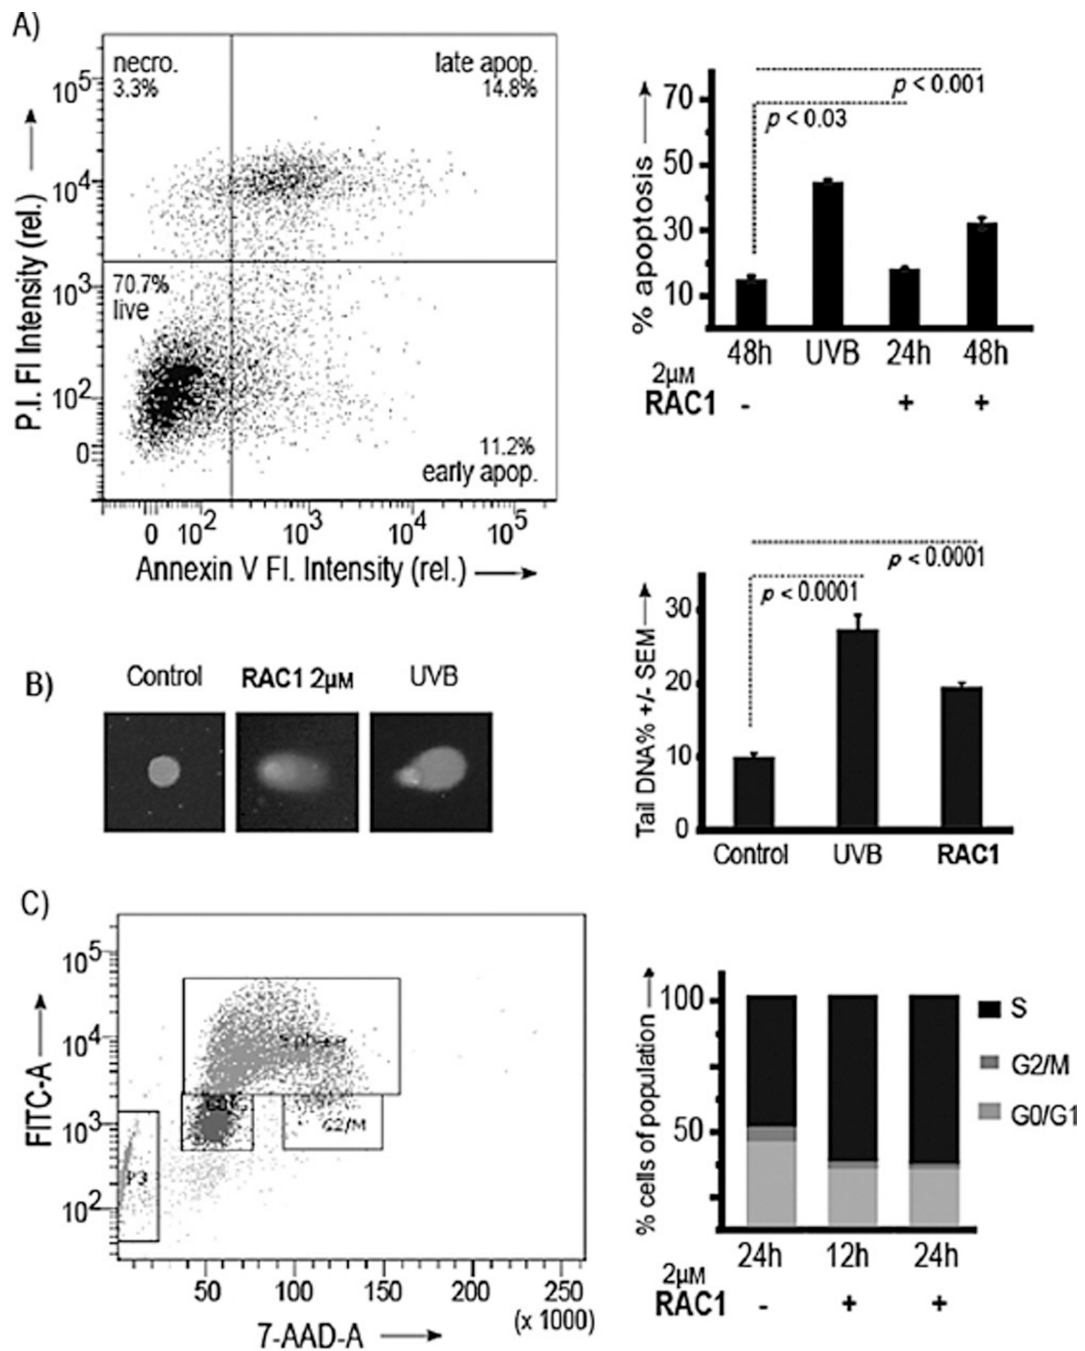 A)
necro.
3.3%
late apop.
14.8%
70.7%
live
11.2%
early apop.
P.I. Fl Intensity (rel.)
10^5
10^4
10^3
10^2
0
0 10^2 10^3 10^4 10^5
Annexin V Fl. Intensity (rel.)
% apoptosis
70
50
30
10
p < 0.001
p < 0.03
48h UVB 24h 48h
2µM
RAC1 - + +
B)
Control RAC1 2µM UVB
Tail DNA% +/- SEM
30
20
10
0
p < 0.0001
p < 0.0001
Control UVB RAC1
C)
FITC-A
10^5
10^4
10^3
10^2
G2/M
P3
50 100 150 200 250
(x 1000)
7-AAD-A
% cells of population
100
50
S
G2/M
G0/G1
24h 12h 24h
2µM
RAC1 - + +